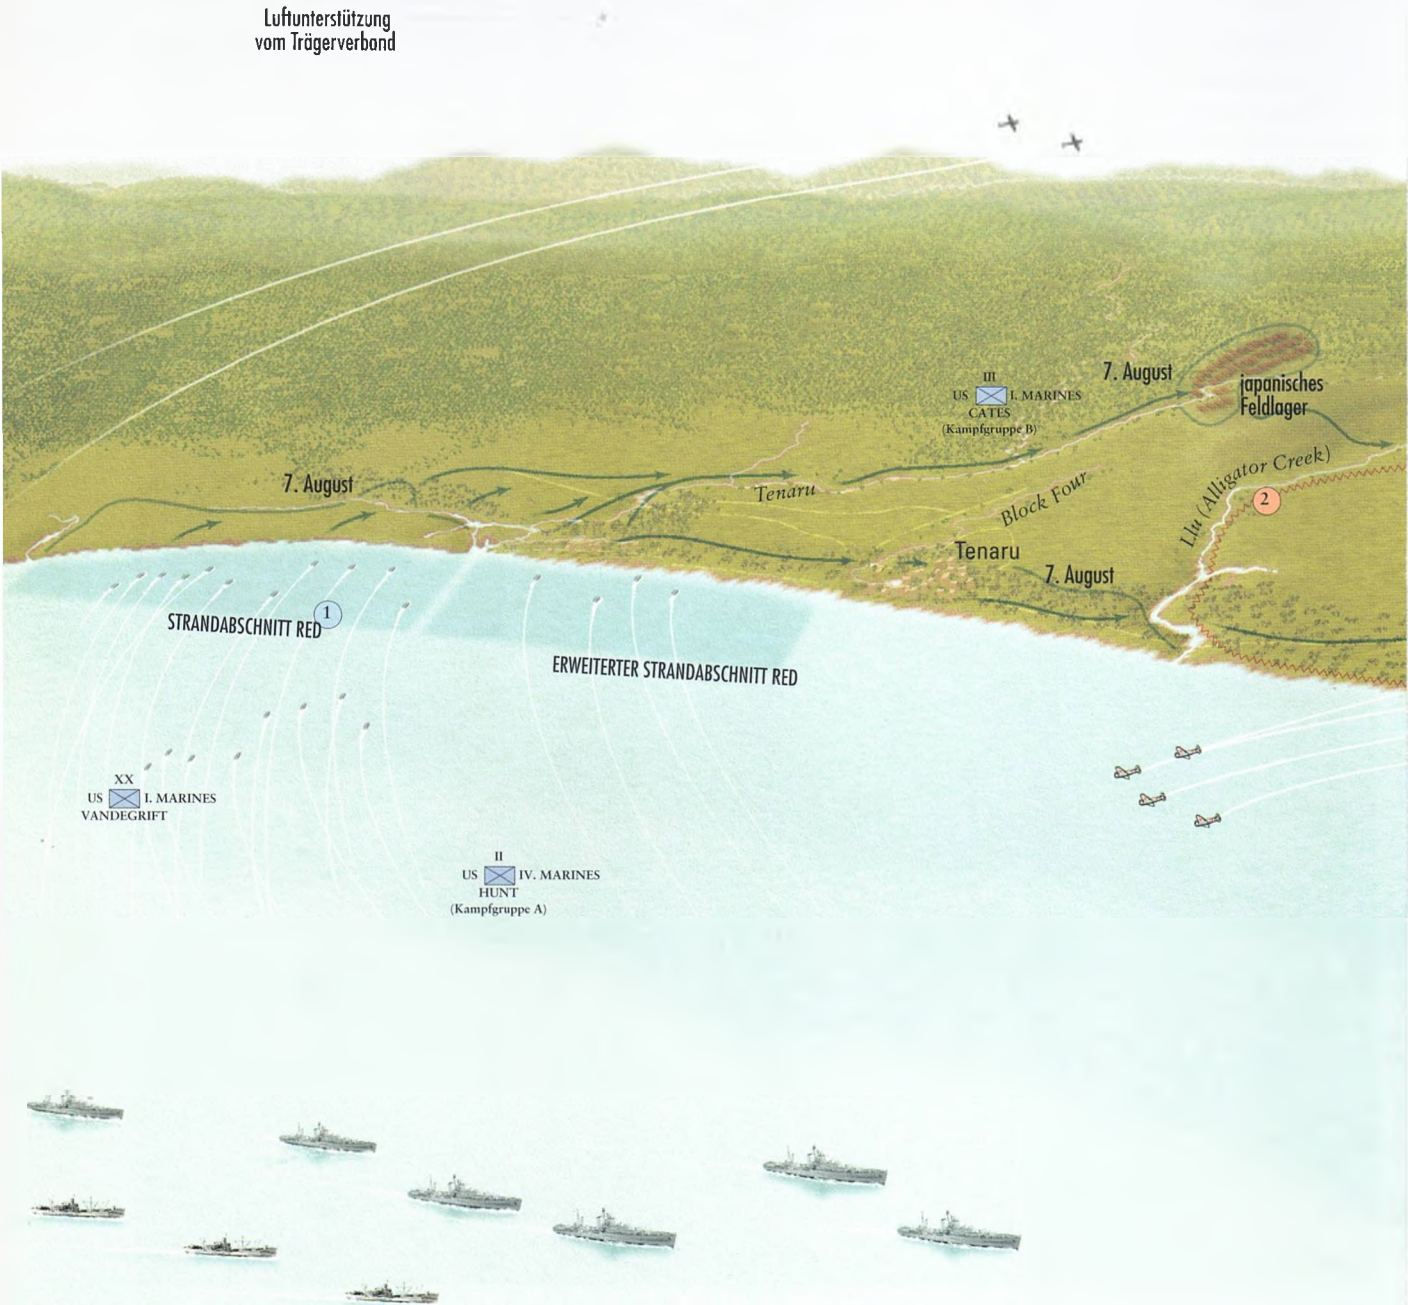 Luftunterstützung
vom Trägerverband
7. August
III
US I. MARINES
CATES
(Kampfgruppe B)
japanisches
Feldlager
7. August
Tenaru
Block Four
Llu (Alligator Creek)
2
Tenaru
7. August
STRANDABSCHNITT RED
1
ERWEITERTER STRANDABSCHNITT RED
XX
US I. MARINES
VANDEGRIFT
II
US IV. MARINES
HUNT
(Kampfgruppe A)